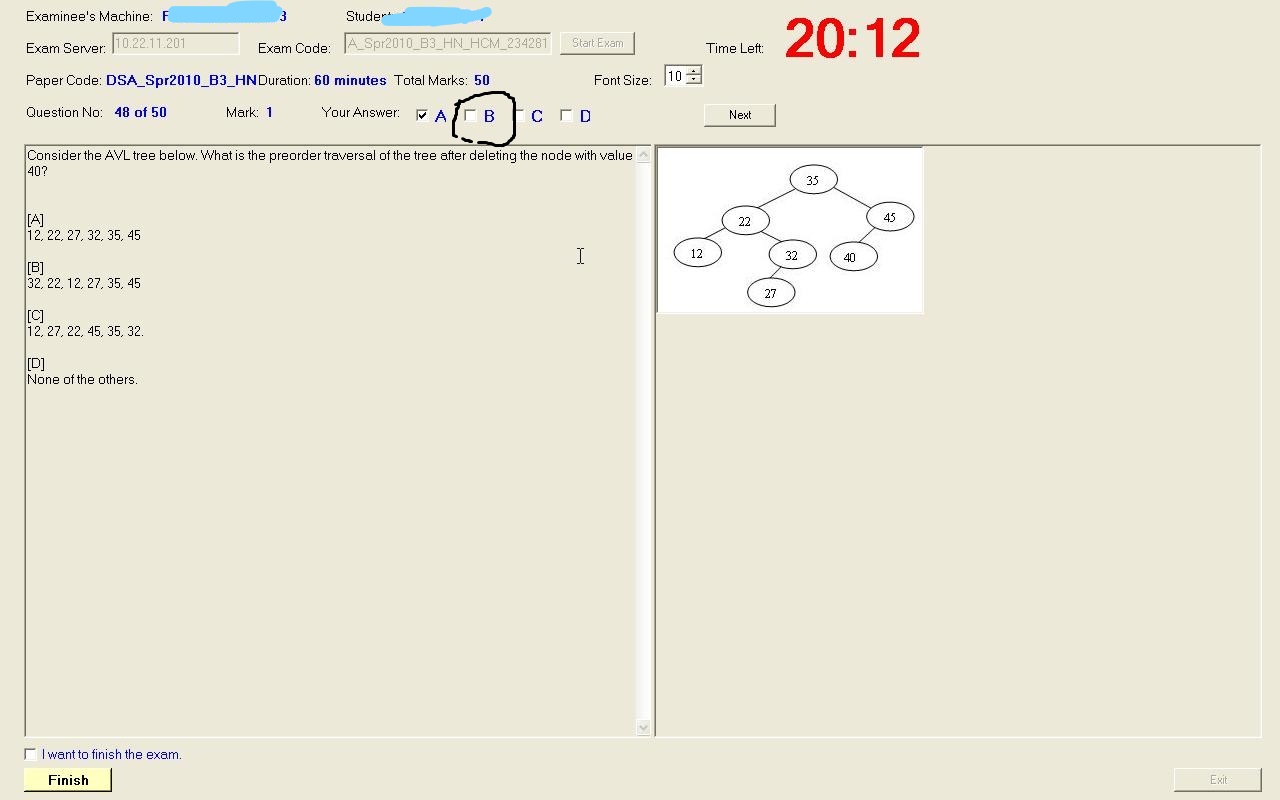 Examinee's Machine: 3 Student
Exam Server: 10.22.11.201 Exam Code: A_Spr2010_B3_HN_HCM_234281 Start Exam Time Left: 20:12
Paper Code: DSA_Spr2010_B3_HN Duration: 60 minutes Total Marks: 50 Font Size: 10
Question No: 48 of 50 Mark: 1 Your Answer: A B C D Next
Consider the AVL tree below. What is the preorder traversal of the tree after deleting the node with value
40?
[A]
12, 22, 27, 32, 35, 45
[B]
32, 22, 12, 27, 35, 45
[C]
12, 27, 22, 45, 35, 32.
[D]
None of the others.
35
22 45
12 32 40
27
I want to finish the exam.
Finish Exit